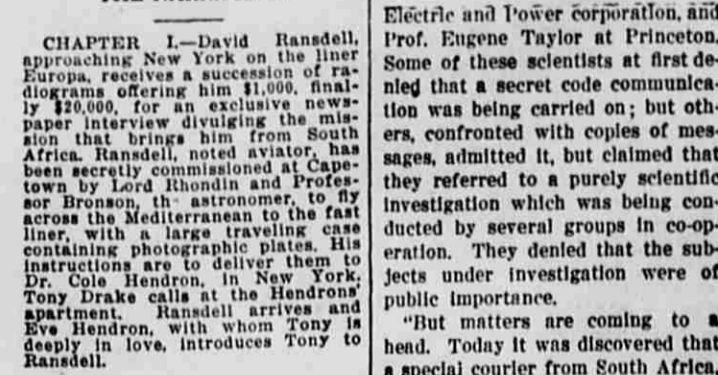 CHAPTER I.—David Ransdell,
approaching New York on the liner
Europa, receives a succession of ra-
diograms offering him $1,000, final-
ly $20,000, for an exclusive news-
paper interview divulging the mis-
sion that brings him from South
Africa. Ransdell, noted aviator, has
been secretly commissioned at Cape-
town by Lord Rhondin and Profes-
sor Bronson, th astronomer, to fly
across the Mediterranean to the fast
liner, with a large traveling case
containing photographic plates. His
instructions are to deliver them to
Dr. Cole Hendron, in New York.
Tony Drake calls at the Hendrons'
apartment. Ransdell arrives and
Eve Hendron, with whom Tony is
deeply in love, introduces Tony to
Ransdell.
Electric and Power corporation, and
Prof. Eugene Taylor at Princeton.
Some of these scientists at first de-
nied that a secret code communica-
tion was being carried on; but oth-
ers, confronted with copies of mes-
sages, admitted it, but claimed that
they referred to a purely scientific
investigation which was being con-
ducted by several groups in co-op-
eration. They denied that the sub-
jects under investigation were of
public importance.
"But matters are coming to a
head. Today it was discovered that
a special courier from South Africa,